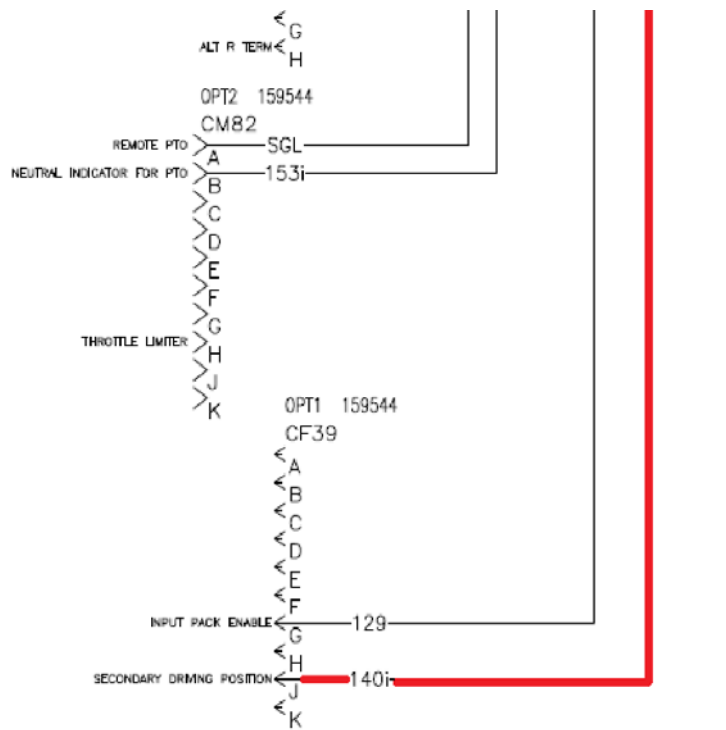 G
ALT R TERM
H
OPT2 159544
CM82
REMOTE PTO SGL
A
NEUTRAL INDICATOR FOR PTO 153i
B
C
D
E
F
G
THROTTLE LIMITER
H
J
K
OPT1 159544
CF39
A
B
C
D
E
F
INPUT PACK ENABLE 129
G
H
SECONDARY DRIVING POSITION 140i
J
K